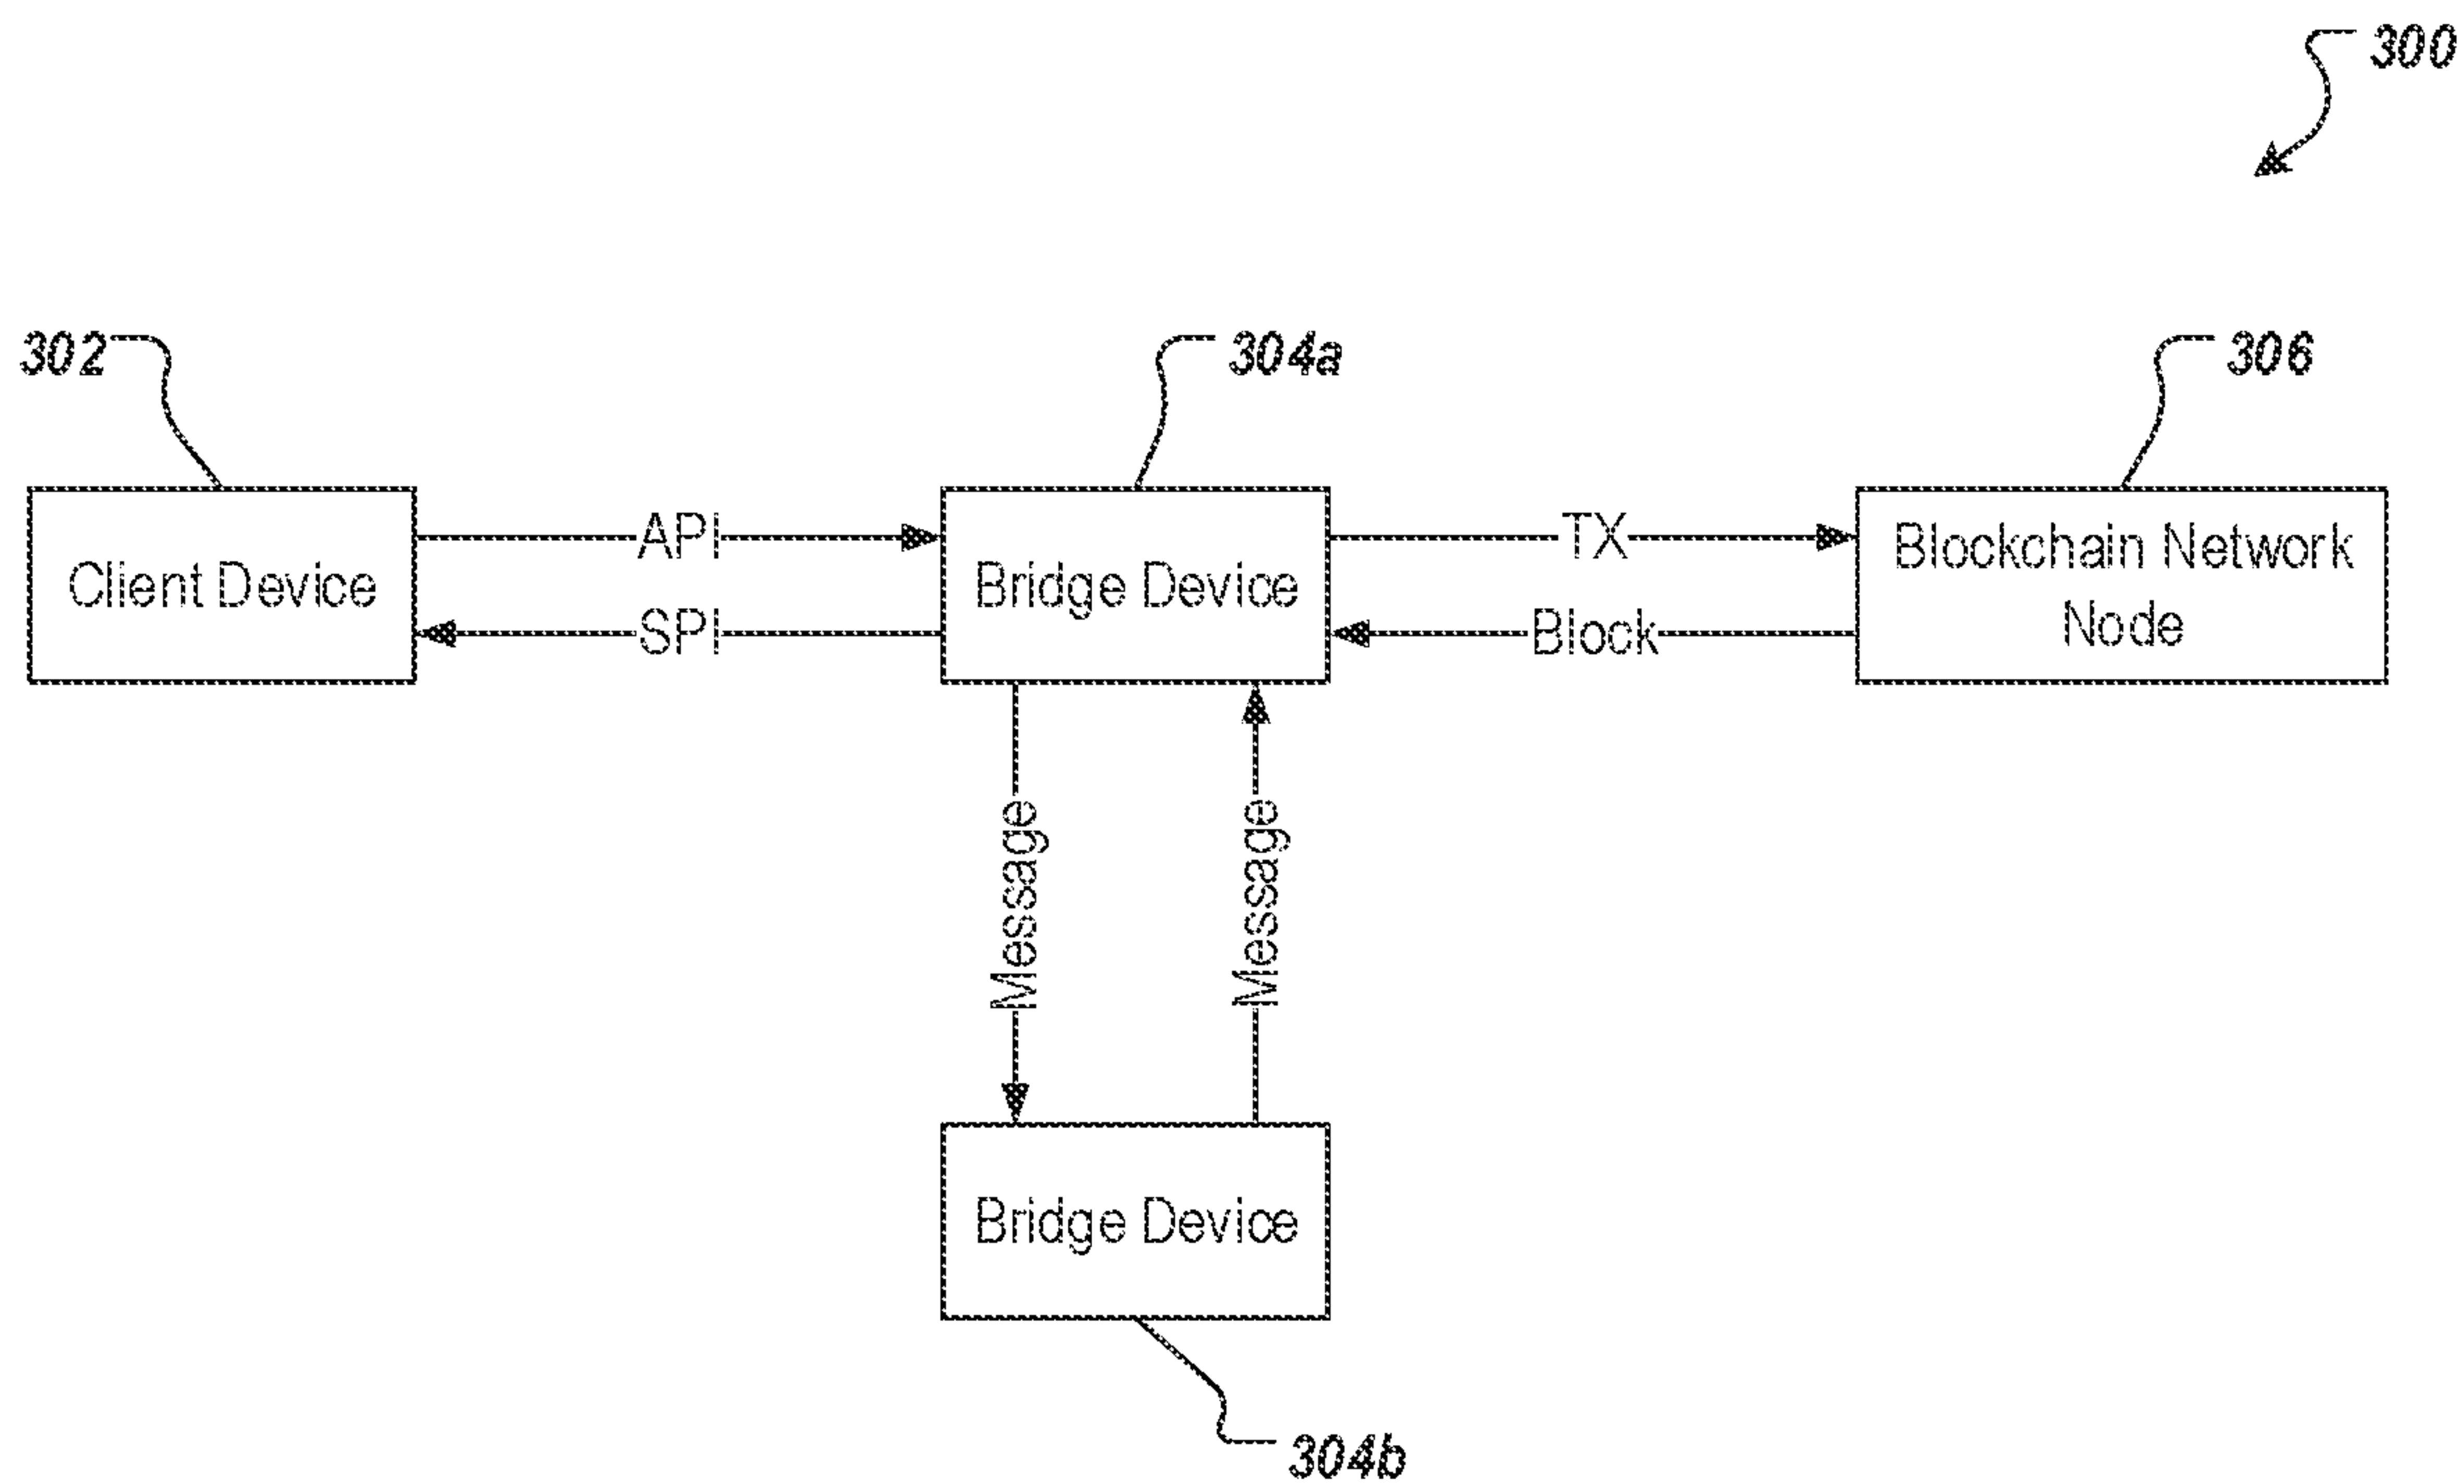 300
302
304a
306
API
TX
Client Device
Bridge Device
Blockchain Network
Node
SPI
Block
Message
Message
Bridge Device
304b